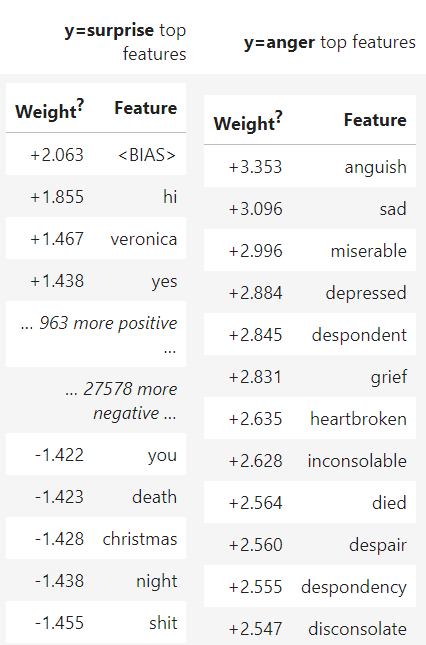 y=surprise top
features
Weight? Feature
+2.063 <BIAS>
+1.855 hi
+1.467 veronica
+1.438 yes
… 963 more positive
…
… 27578 more
negative …
-1.422 you
-1.423 death
-1.428 christmas
-1.438 night
-1.455 shit
y=anger top features
Weight? Feature
+3.353 anguish
+3.096 sad
+2.996 miserable
+2.884 depressed
+2.845 despondent
+2.831 grief
+2.635 heartbroken
+2.628 inconsolable
+2.564 died
+2.560 despair
+2.555 despondency
+2.547 disconsolate